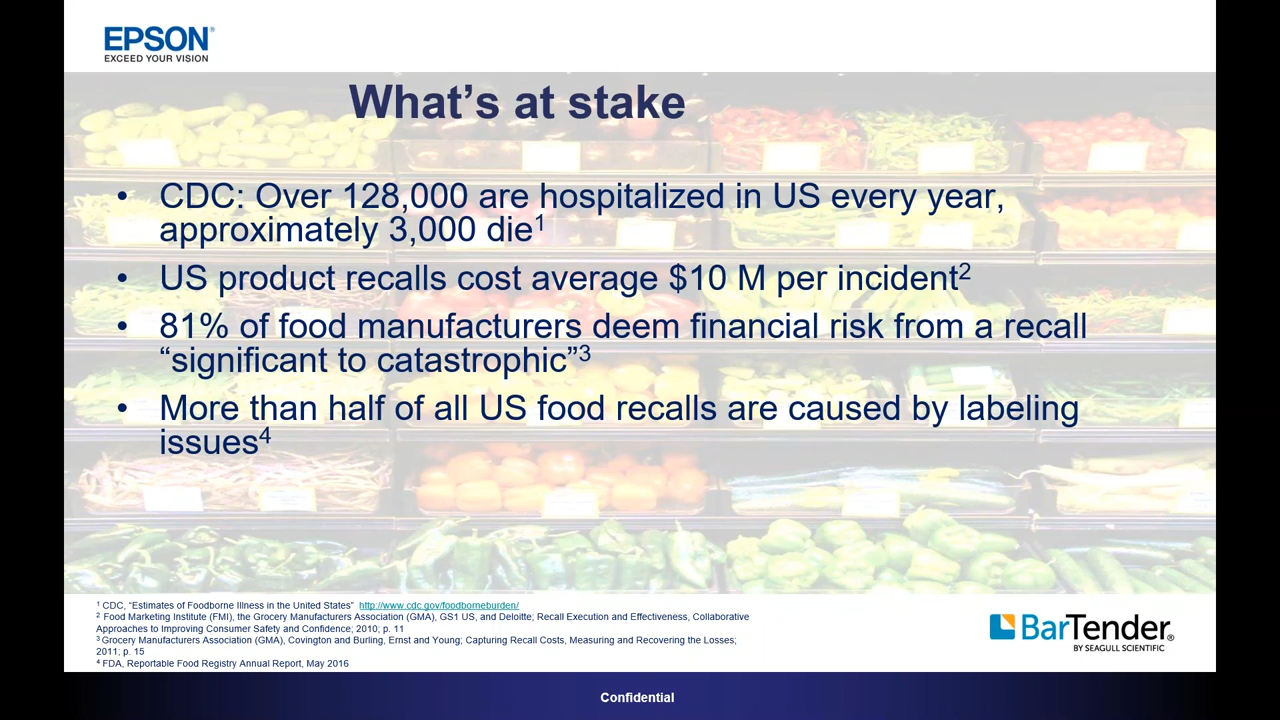 EPSON®
EXCEED YOUR VISION
What’s at stake
• CDC: Over 128,000 are hospitalized in US every year,
approximately 3,000 die1
• US product recalls cost average $10 M per incident2
• 81% of food manufacturers deem financial risk from a recall
“significant to catastrophic”3
• More than half of all US food recalls are caused by labeling
issues4
1 CDC, “Estimates of Foodborne Illness in the United States” http://www.cdc.gov/foodborneburden/
2 Food Marketing Institute (FMI), the Grocery Manufacturers Association (GMA), GS1 US, and Deloitte; Recall Execution and Effectiveness, Collaborative
Approaches to Improving Consumer Safety and Confidence; 2010; p. 11
3 Grocery Manufacturers Association (GMA), Covington and Burling, Ernst and Young; Capturing Recall Costs, Measuring and Recovering the Losses;
2011; p. 15
4 FDA, Reportable Food Registry Annual Report, May 2016
BarTender®
BY SEAGULL SCIENTIFIC
Confidential